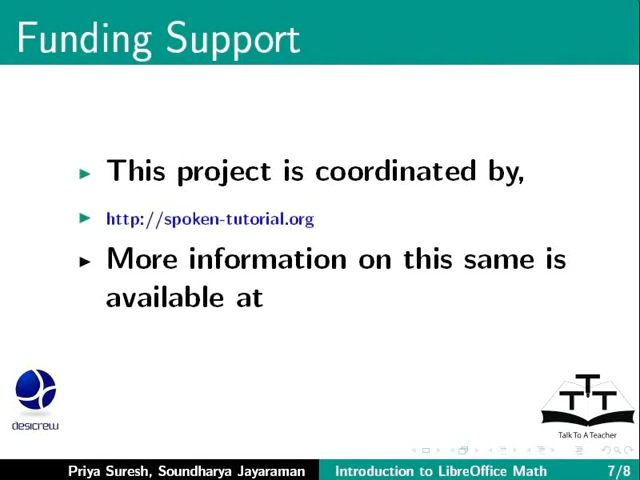 Funding Support
This project is coordinated by,
http://spoken-tutorial.org
More information on this same is
available at
desicrew
Talk To A Teacher
Priya Suresh, Soundharya Jayaraman
Introduction to LibreOffice Math
7/8